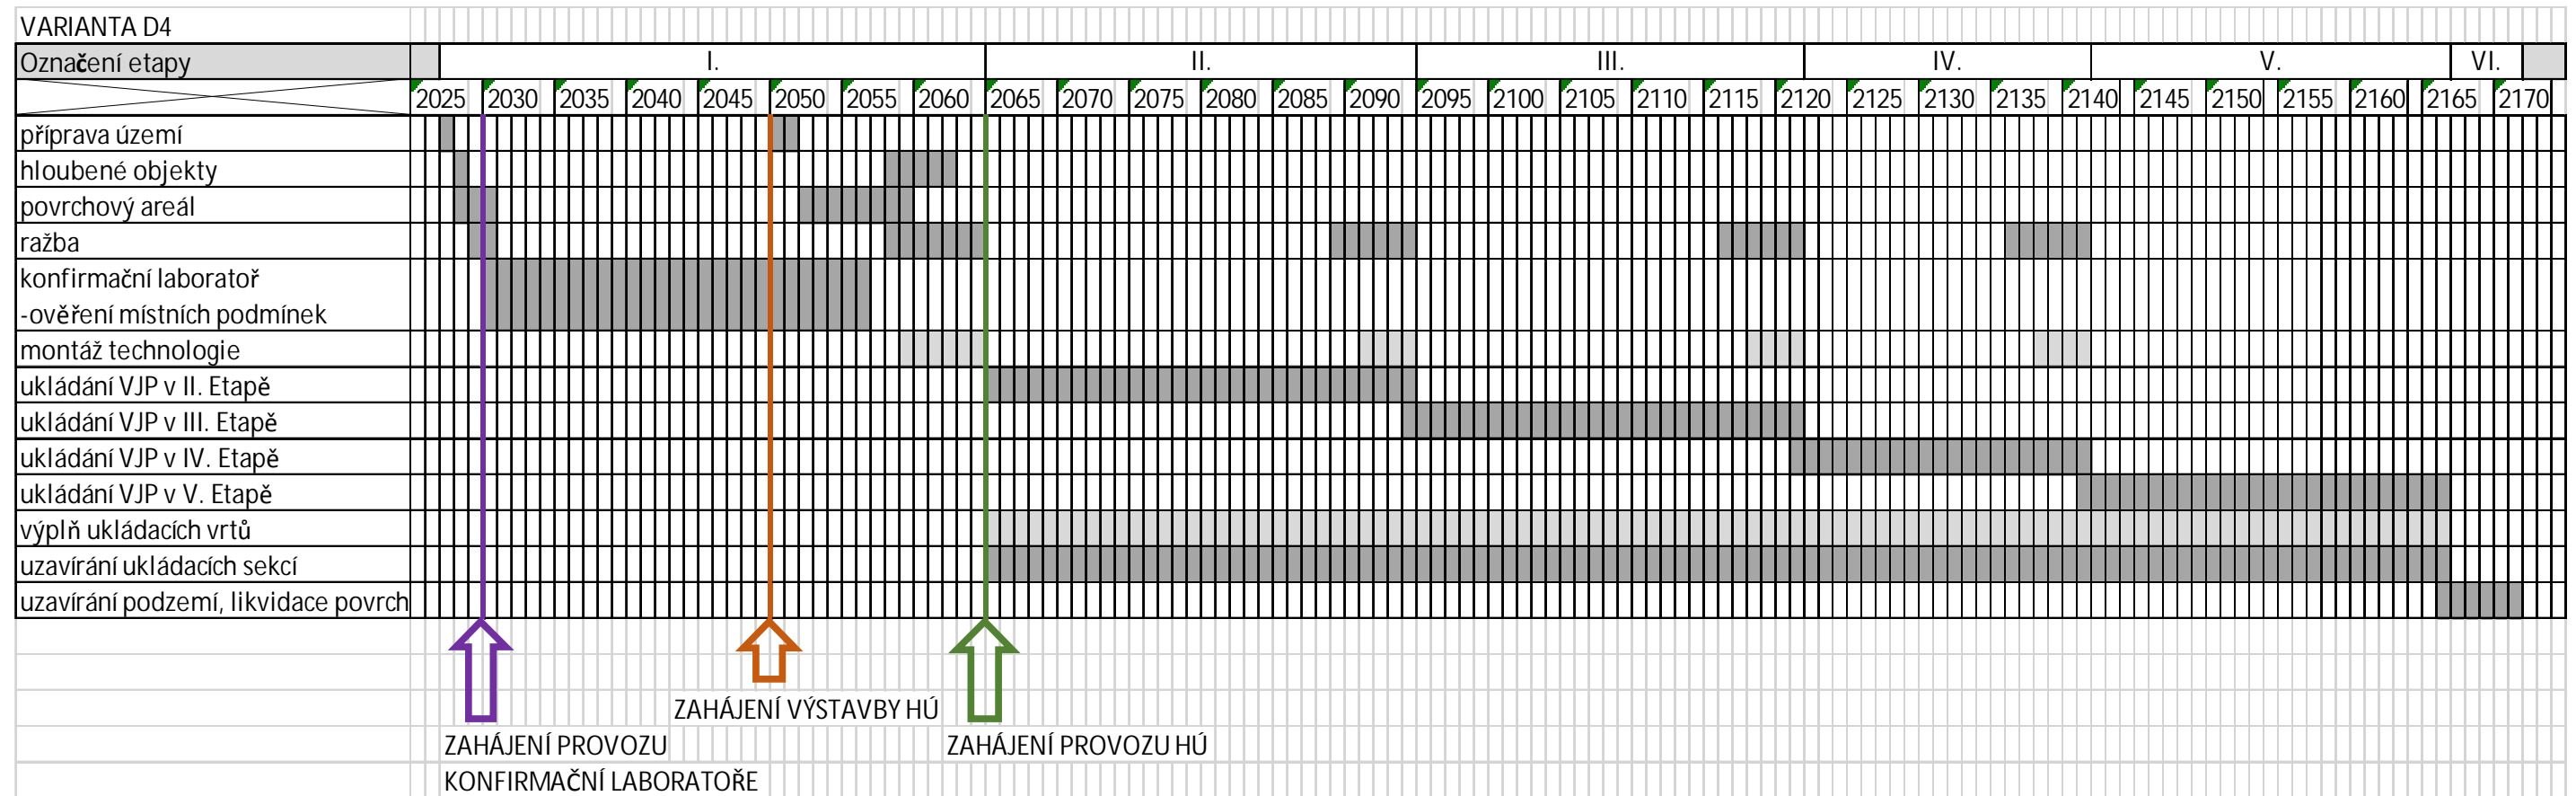 VARIANTA D4
Označení etapy I. II. III. IV. V. VI.
2025 2030 2035 2040 2045 2050 2055 2060 2065 2070 2075 2080 2085 2090 2095 2100 2105 2110 2115 2120 2125 2130 2135 2140 2145 2150 2155 2160 2165 2170
příprava území
hloubené objekty
povrchový areál
ražba
konfirmační laboratoř
-ověření místních podmínek
montáž technologie
ukládání VJP v II. Etapě
ukládání VJP v III. Etapě
ukládání VJP v IV. Etapě
ukládání VJP v V. Etapě
výplň ukládacích vrtů
uzavírání ukládacích sekcí
uzavírání podzemí, likvidace povrch
ZAHÁJENÍ VÝSTAVBY HÚ
ZAHÁJENÍ PROVOZU ZAHÁJENÍ PROVOZU HÚ
KONFIRMAČNÍ LABORATOŘE